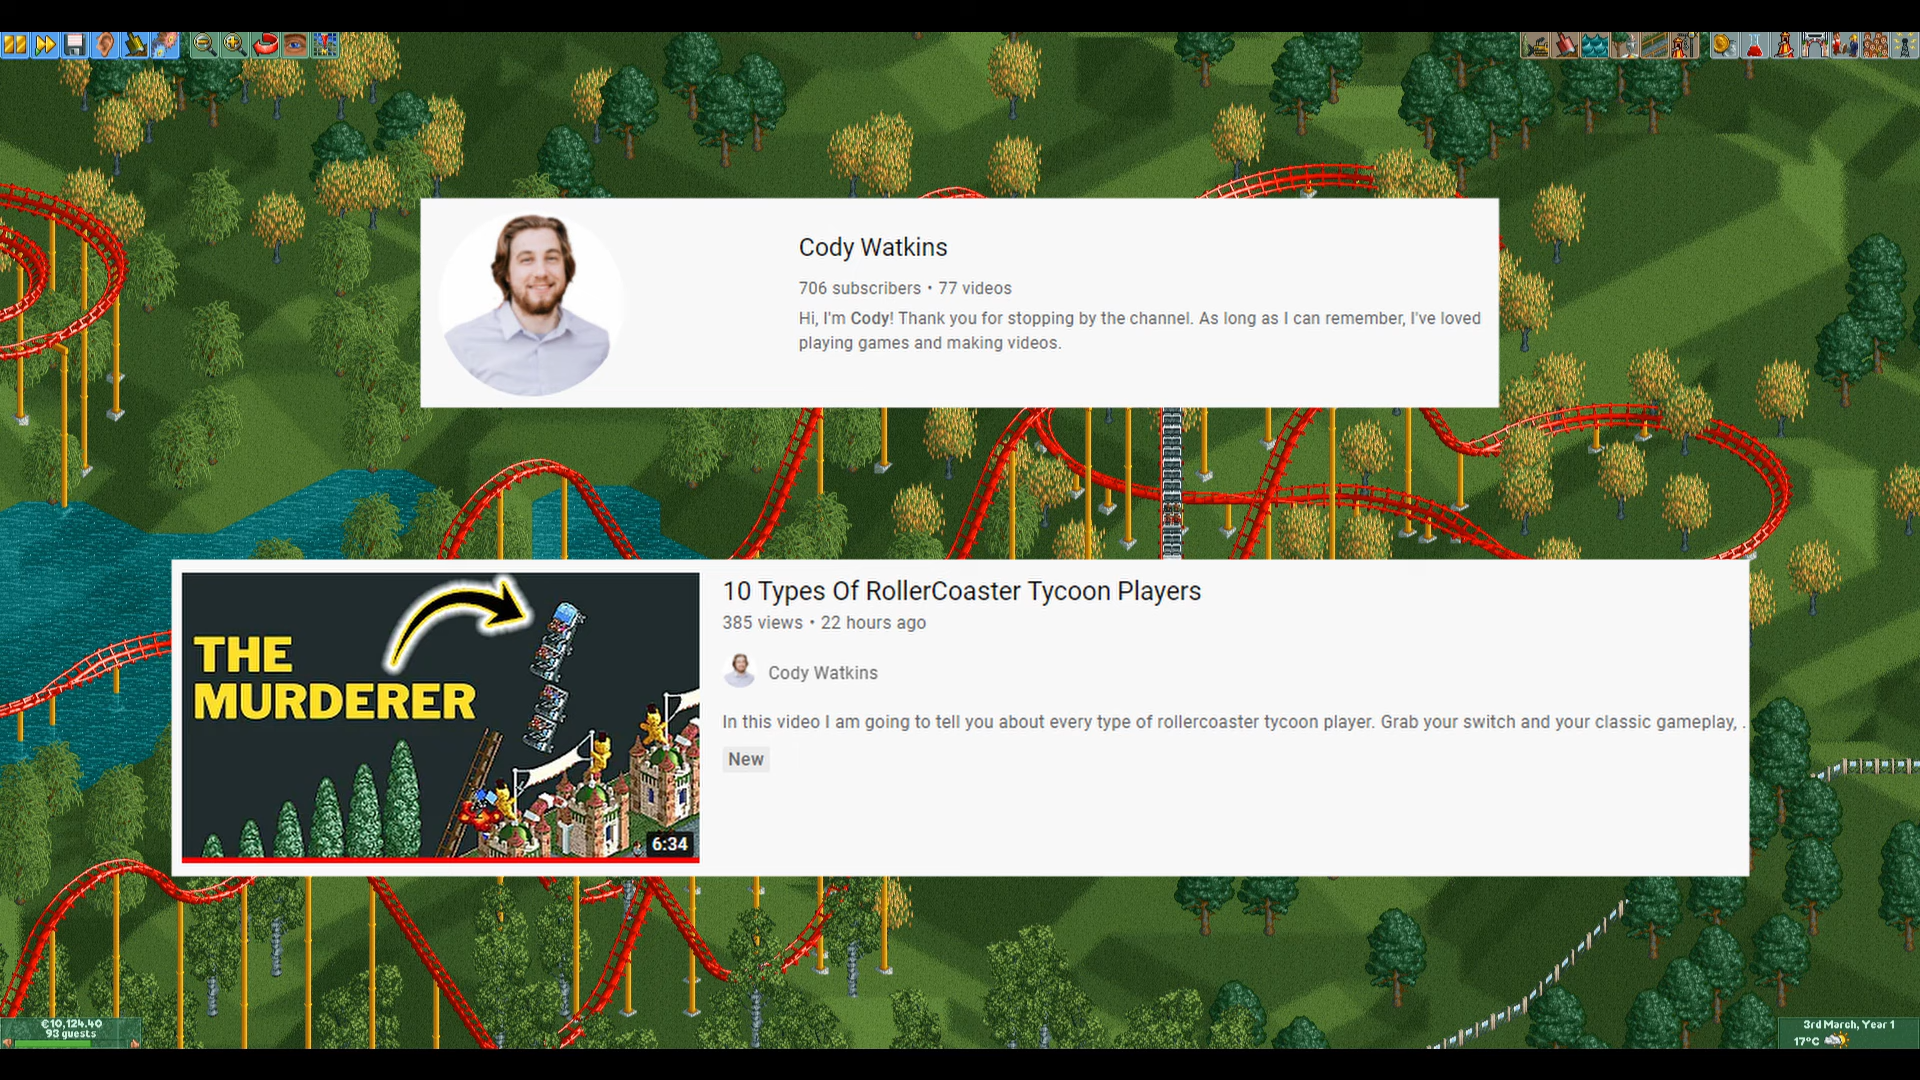 Cody Watkins
706 subscribers • 77 videos
Hi, I'm Cody! Thank you for stopping by the channel. As long as I can remember, I've loved
playing games and making videos.
THE
MURDERER
6:34
10 Types Of RollerCoaster Tycoon Players
385 views • 22 hours ago
Cody Watkins
In this video I am going to tell you about every type of rollercoaster tycoon player. Grab your switch and your classic gameplay, .
New
€10,124.40
93 guests
3rd March, Year 1
17°C